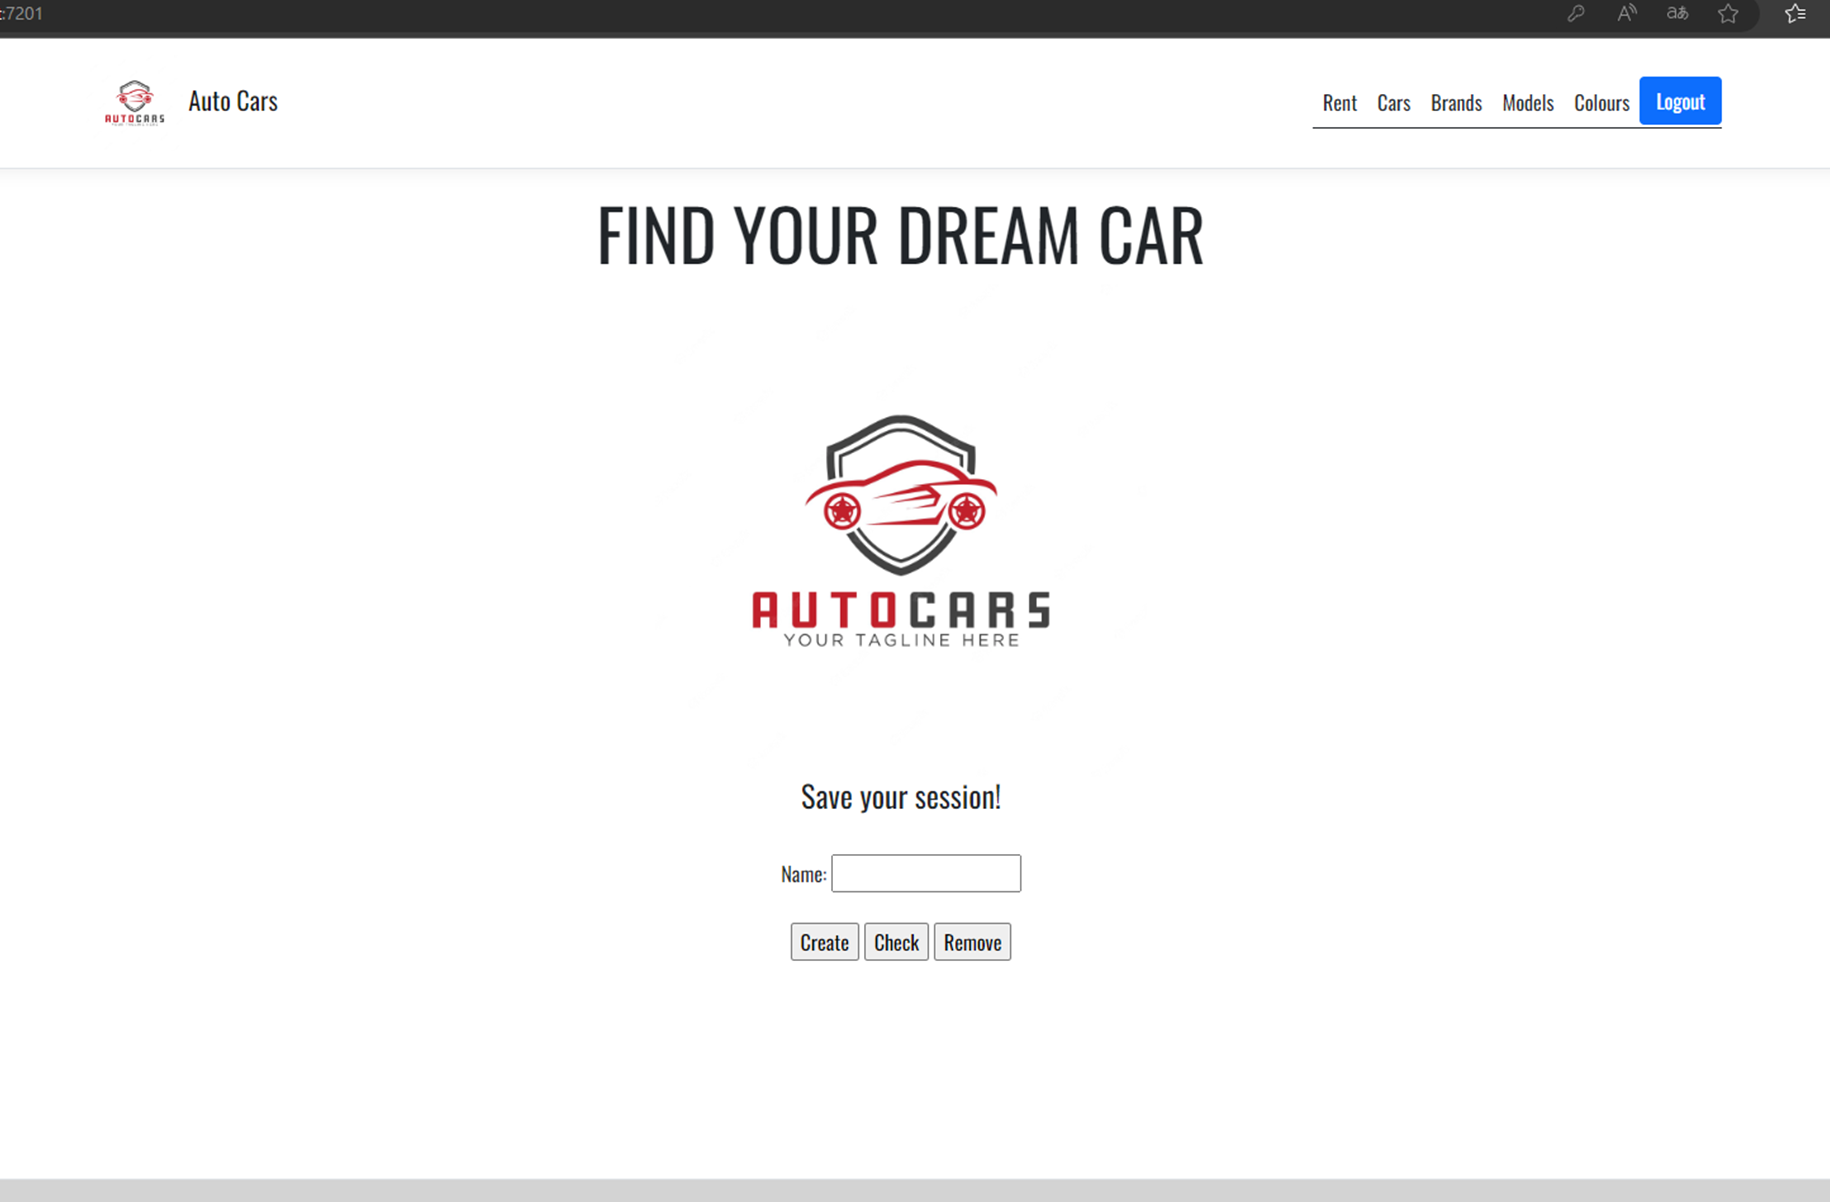 :7201
AUTOCARS
Auto Cars
Rent Cars Brands Models Colours Logout
FIND YOUR DREAM CAR
AUTOCARS
YOUR TAGLINE HERE
Save your session!
Name:
Create Check Remove